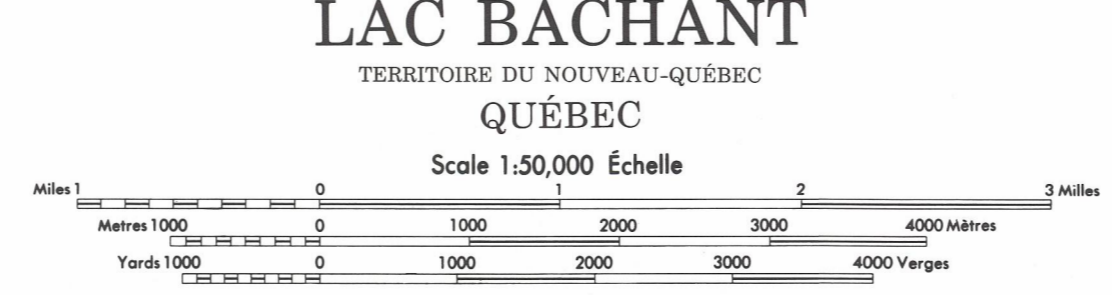 LAC BACHANT
TERRITOIRE DU NOUVEAU-QUÉBEC
QUÉBEC
Scale 1:50,000 Échelle
Miles 1 0 1 2 3 Milles
Metres 1000 0 1000 2000 3000 4000 Mètres
Yards 1000 0 1000 2000 3000 4000 Verges